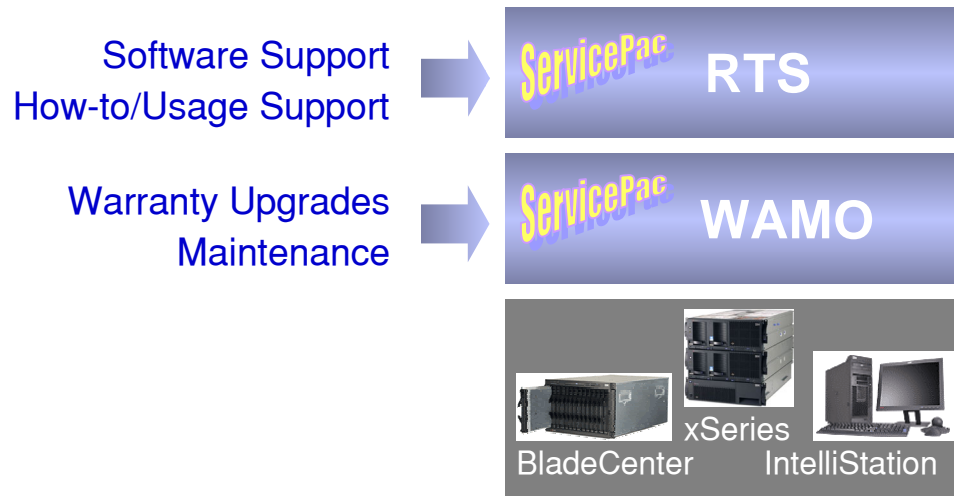 Software Support
How-to/Usage Support
ServicePac RTS
Warranty Upgrades
Maintenance
ServicePac WAMO
xSeries
BladeCenter IntelliStation